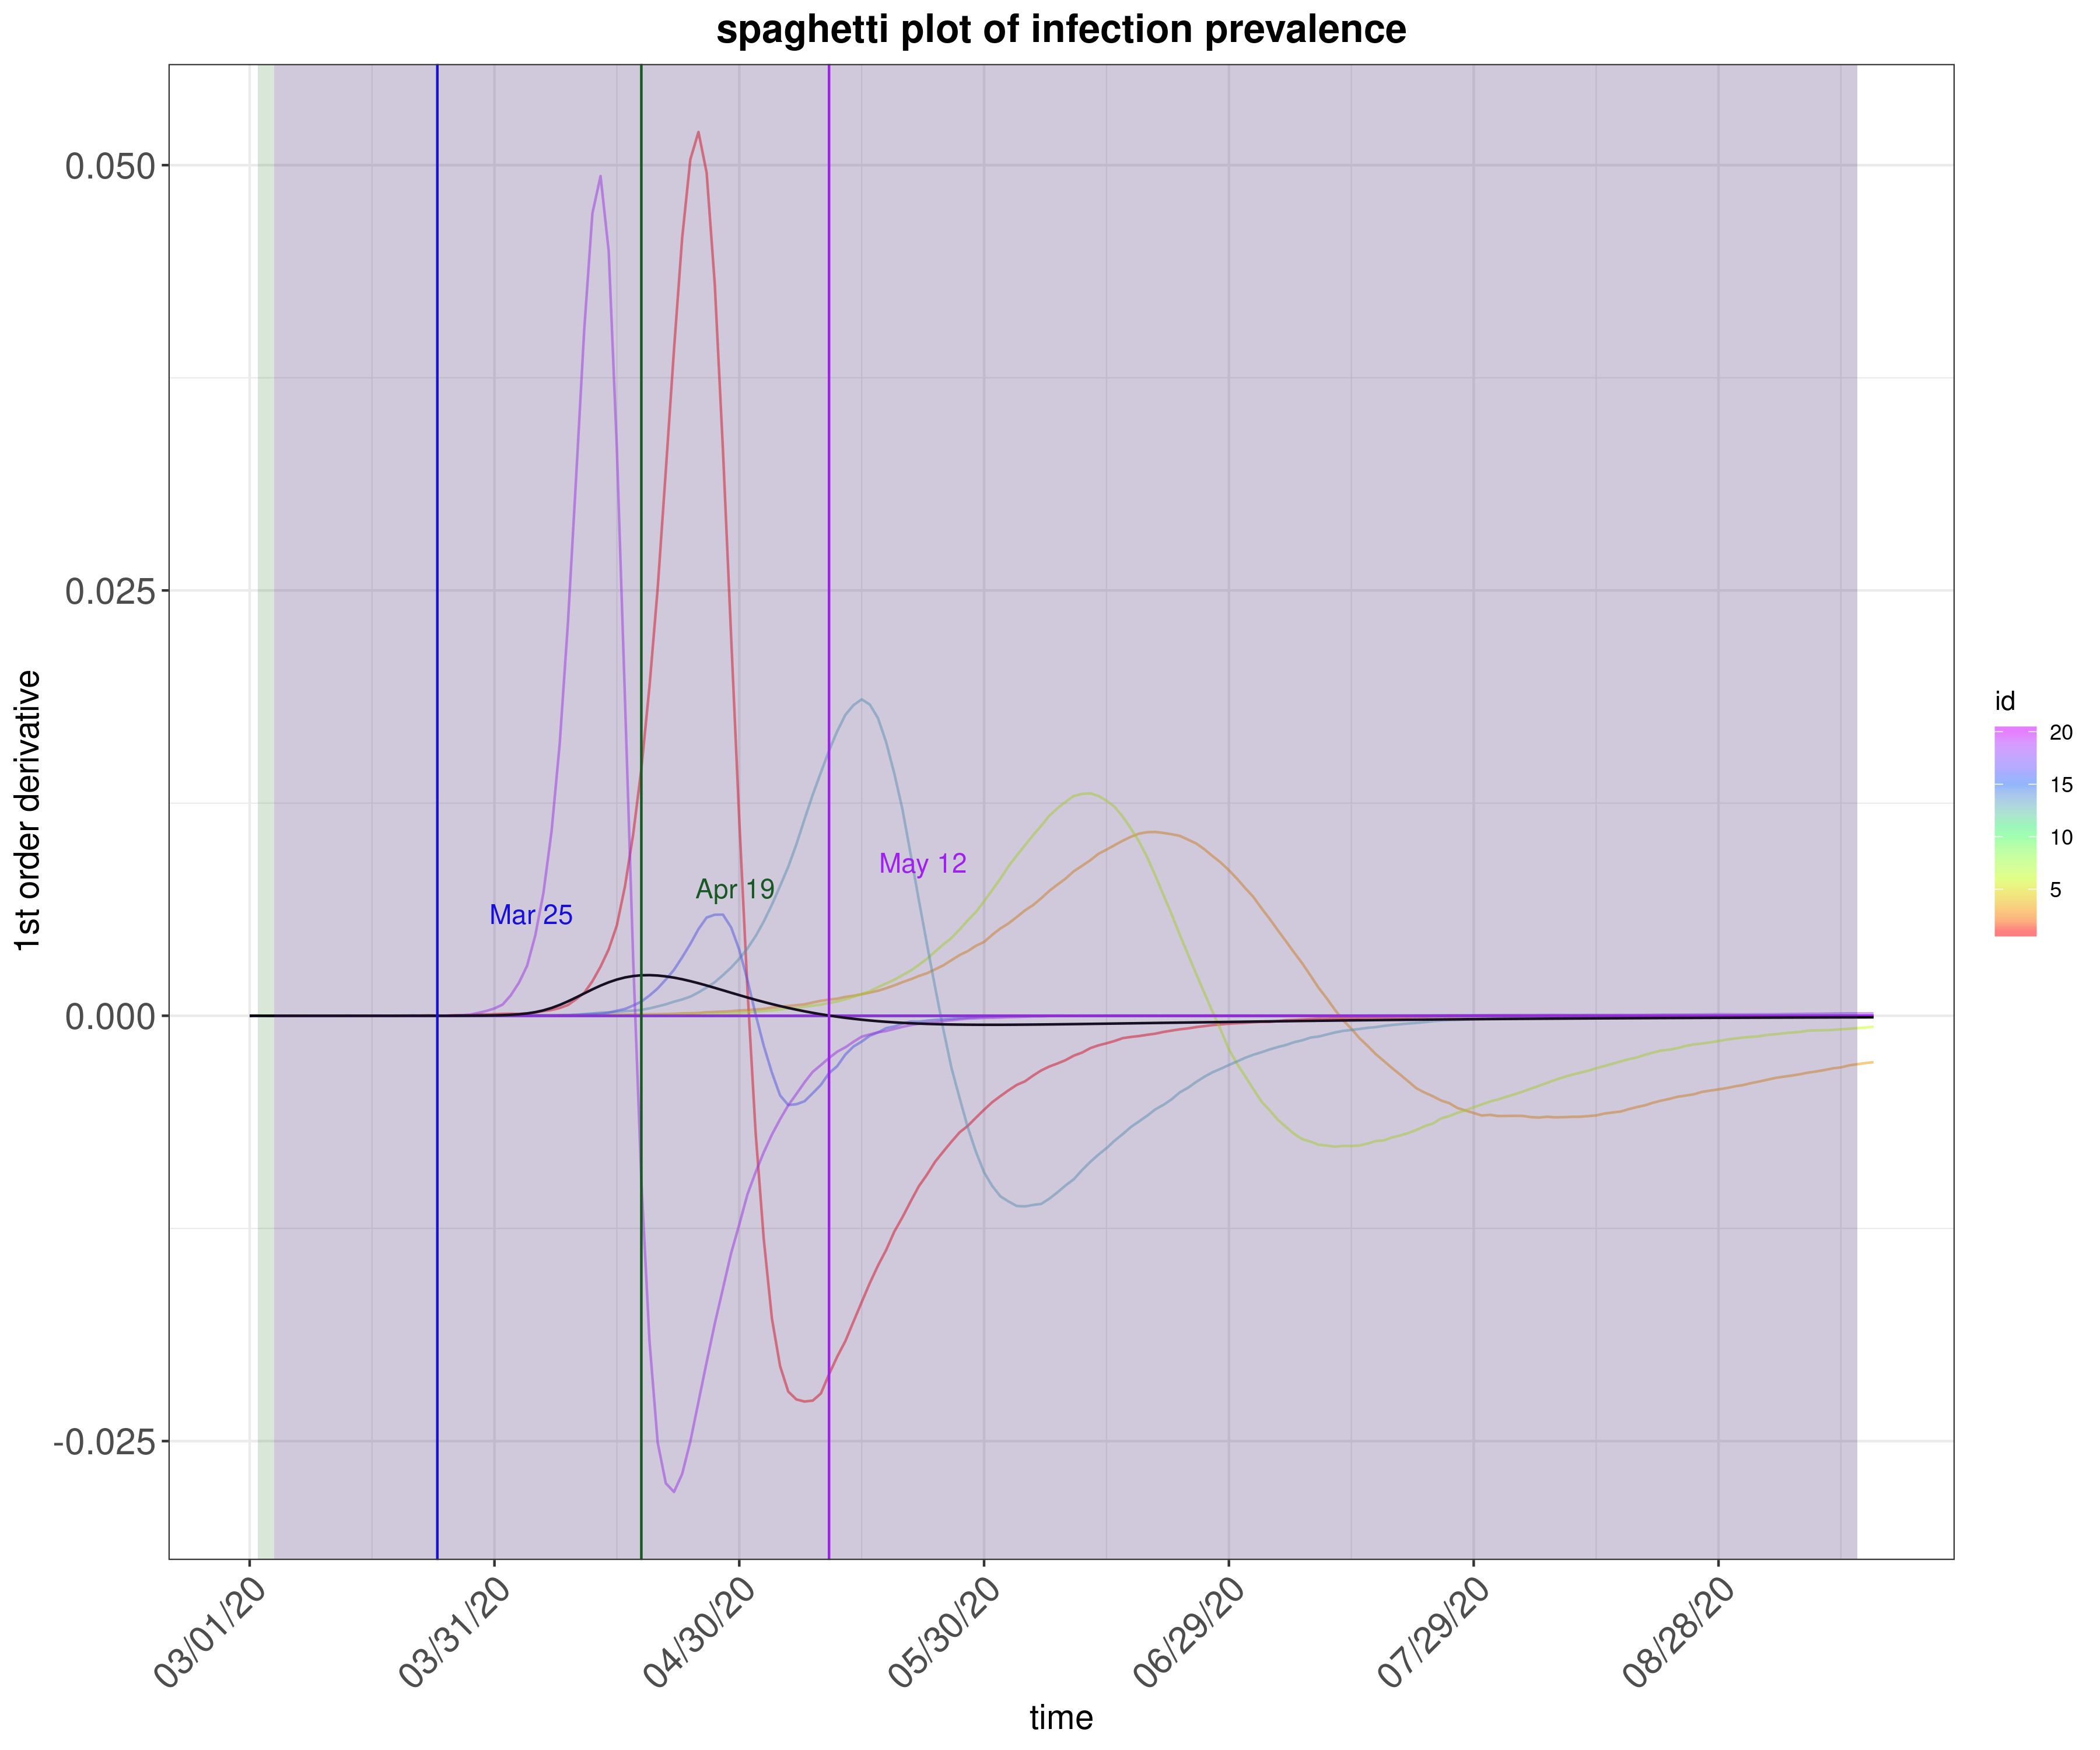 spaghetti plot of infection prevalence
1st order derivative
0.050
0.025
0.000
-0.025
Mar 25
Apr 19
May 12
id
20
15
10
5
03/01/20
03/31/20
04/30/20
05/30/20
06/29/20
07/29/20
08/28/20
time